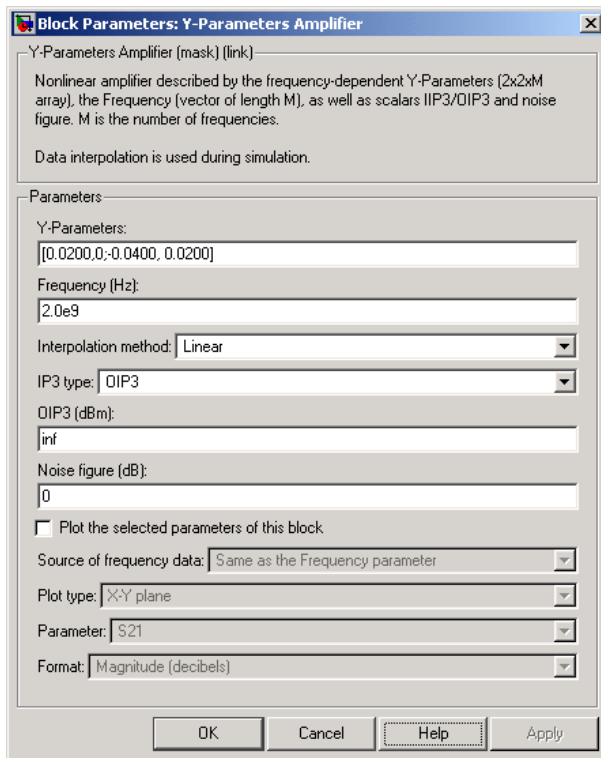 Block Parameters: Y-Parameters Amplifier
Y-Parameters Amplifier (mask) (link)
Nonlinear amplifier described by the frequency-dependent Y-Parameters (2x2xM
array), the Frequency (vector of length M), as well as scalars IIP3/OIP3 and noise
figure. M is the number of frequencies.
Data interpolation is used during simulation.
Parameters
Y-Parameters:
[0.0200,0;-0.0400, 0.0200]
Frequency (Hz):
2.0e9
Interpolation method: Linear
IP3 type: OIP3
OIP3 (dBm):
inf
Noise figure (dB):
0
Plot the selected parameters of this block
Source of frequency data: Same as the Frequency parameter
Plot type: X-Y plane
Parameter: S21
Format: Magnitude (decibels)
OK Cancel Help Apply